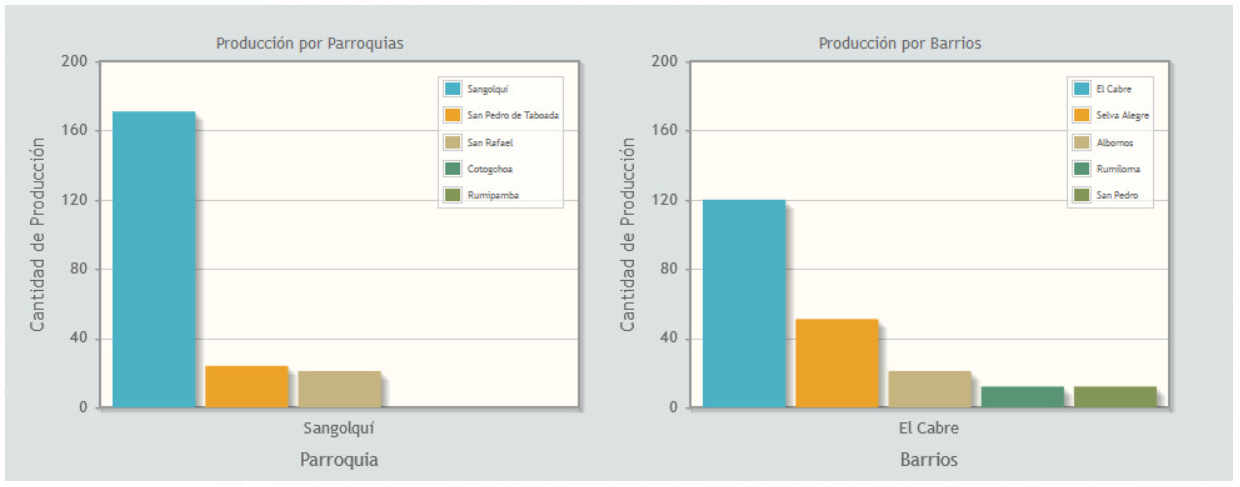 Producción por Parroquias
200
160
120
80
40
0
Cantidad de Producción
Sangolquí
San Pedro de Taboada
San Rafael
Cotogchoa
Rumipamba
Sangolquí
Parroquia
Producción por Barrios
200
160
120
80
40
0
Cantidad de Producción
El Cabre
Selva Alegre
Albornos
Rumiloma
San Pedro
El Cabre
Barrios